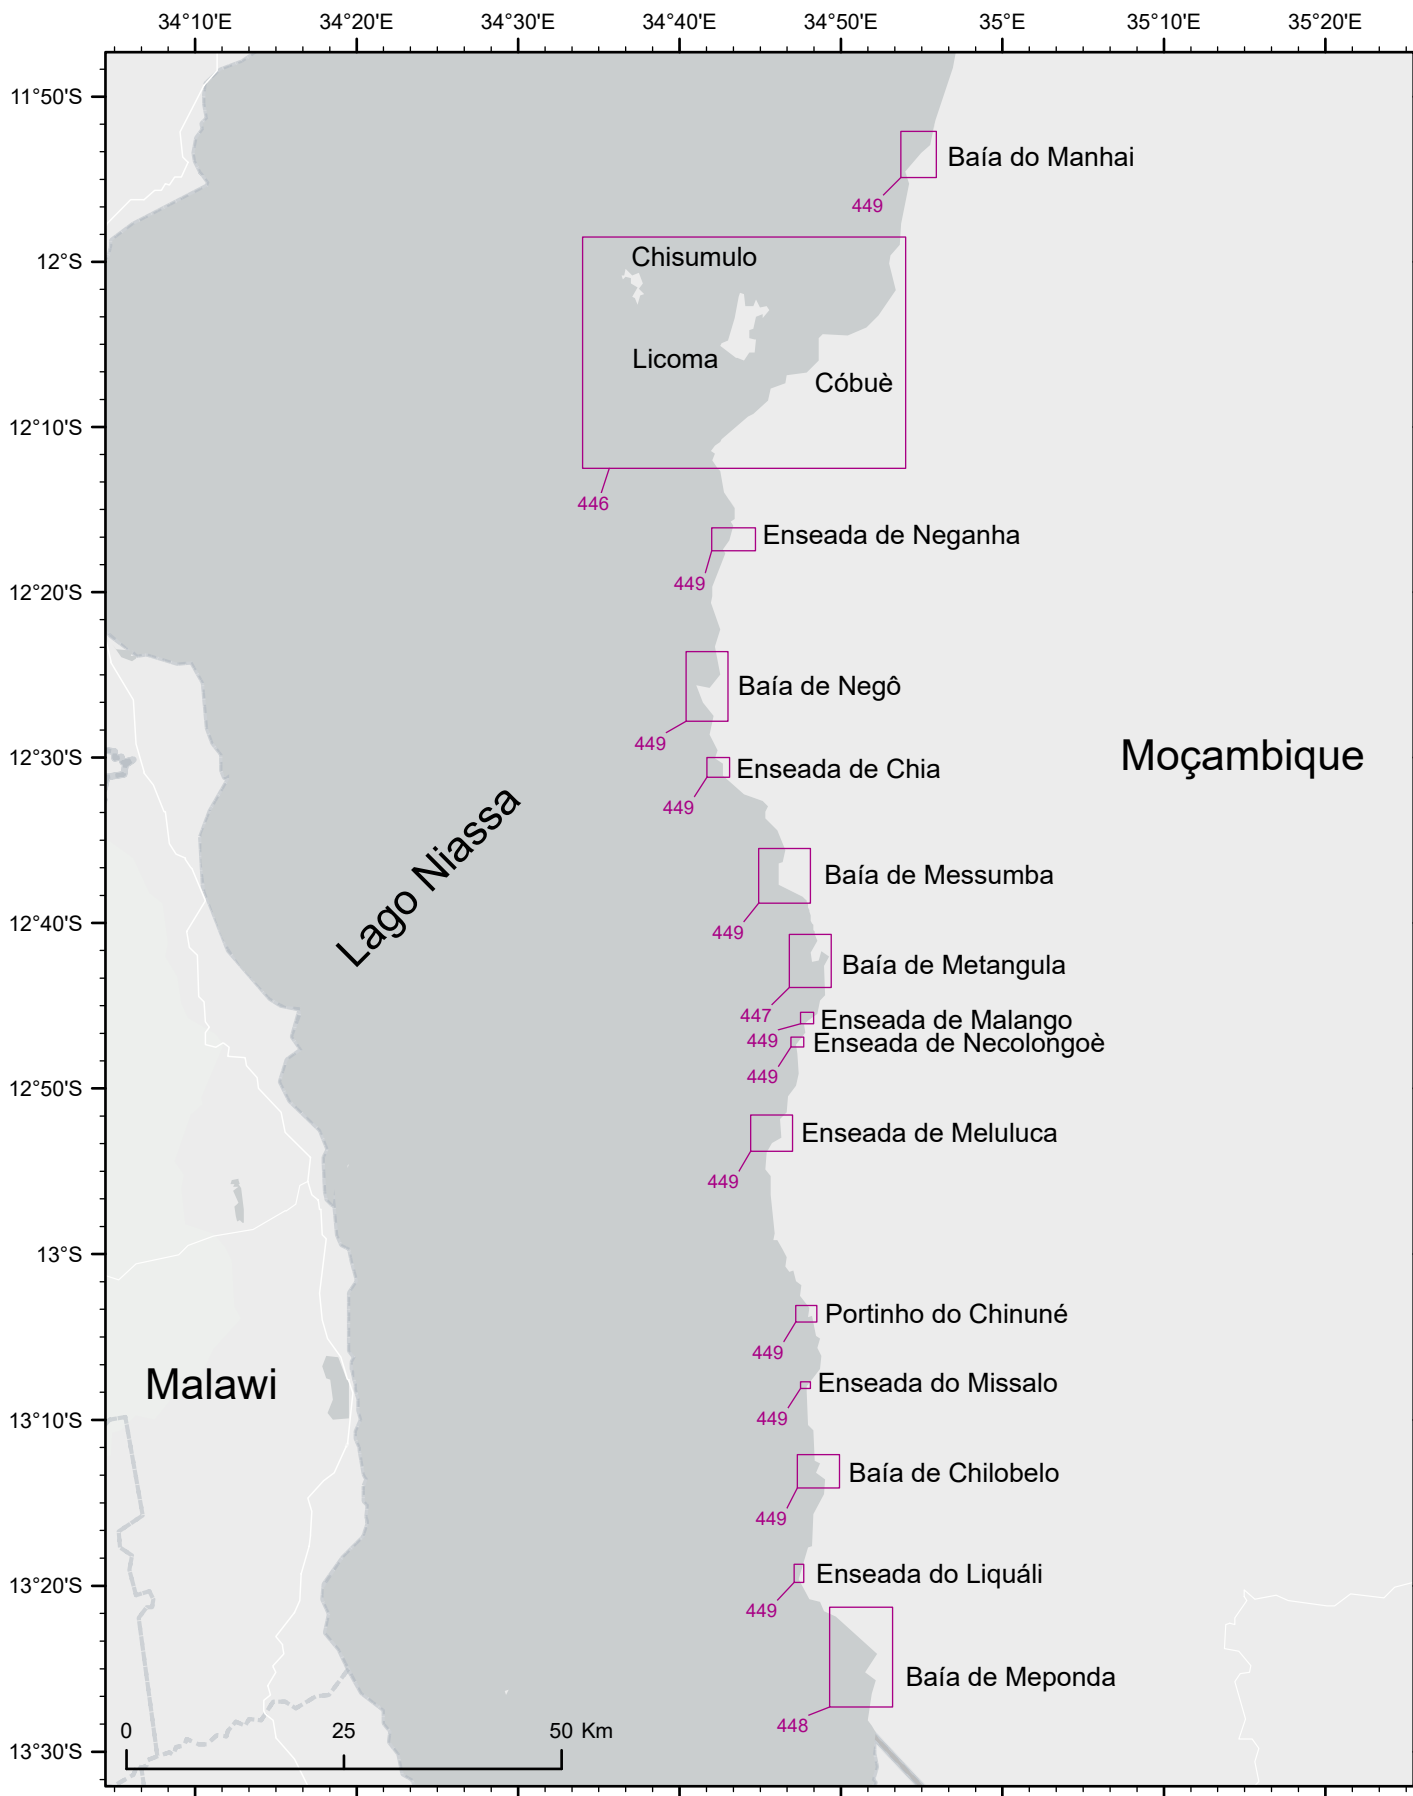 34°10'E 34°20'E 34°30'E 34°40'E 34°50'E 35°E 35°10'E 35°20'E
11°50'S
Baía do Manhai
449
Chisumulo
12°S
Licoma
Cóbuè
12°10'S
446
Enseada de Neganha
449
12°20'S
Baía de Negô
449
12°30'S
Moçambique
Enseada de Chia
449
Lago Niassa
Baía de Messumba
12°40'S
449
Baía de Metangula
447
Enseada de Malango
449
Enseada de Necolongoè
449
12°50'S
Enseada de Meluluca
449
13°S
Portinho do Chinuné
449
Malawi
Enseada do Missalo
449
13°10'S
Baía de Chilobelo
449
Enseada do Liquáli
13°20'S
449
Baía de Meponda
448
0 25 50 Km
13°30'S